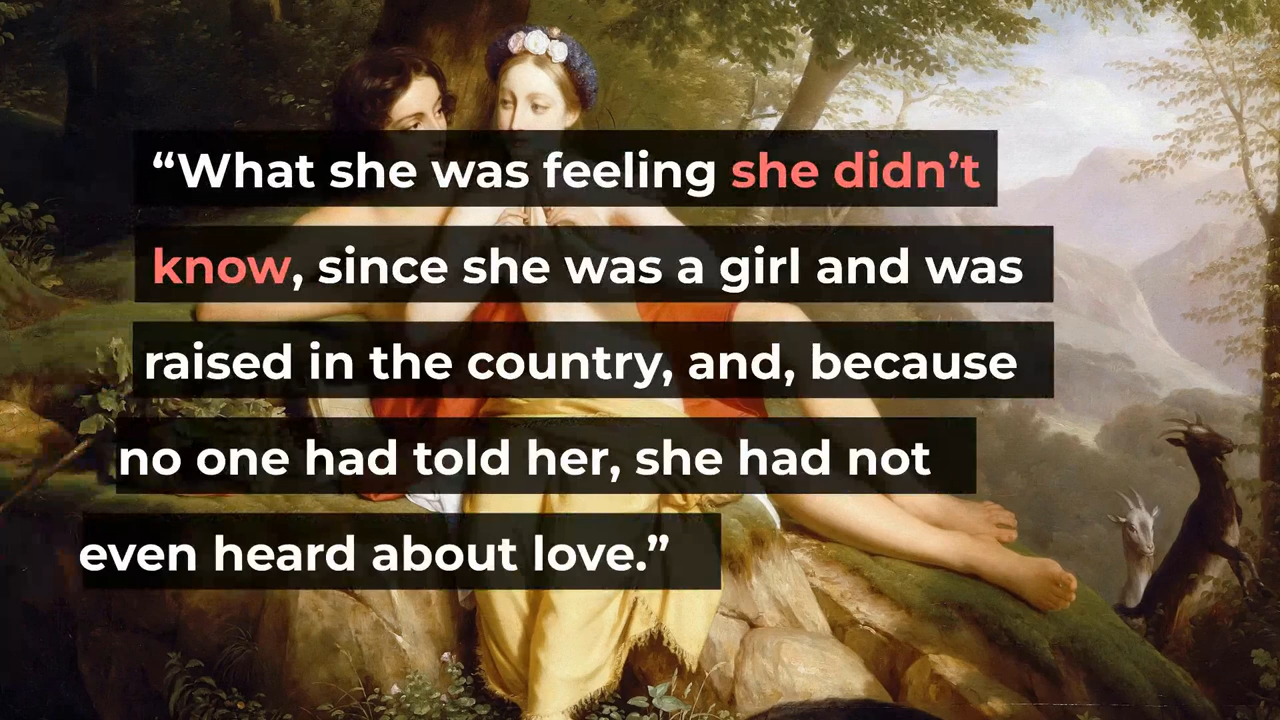 “What she was feeling she didn’t
know, since she was a girl and was
raised in the country, and, because
no one had told her, she had not
even heard about love.”